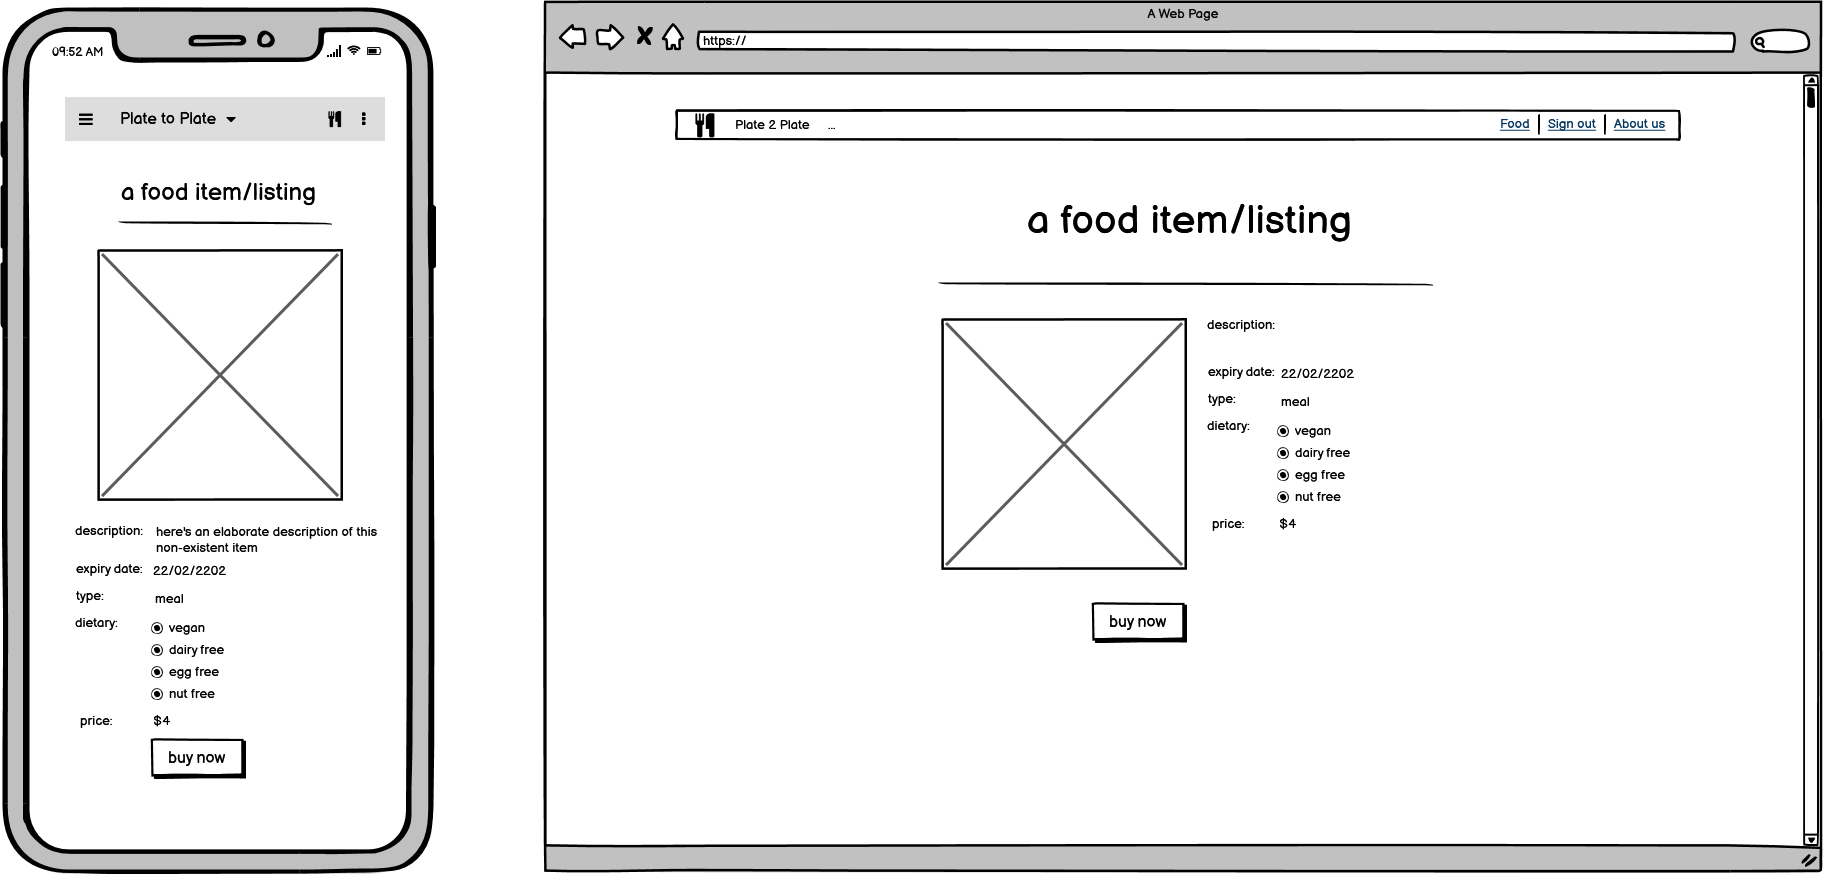 09:52 AM
Plate to Plate
a food item/listing
description: here's an elaborate description of this
non-existent item
expiry date: 22/02/2202
type: meal
dietary: vegan
dairy free
egg free
nut free
price: $4
buy now
A Web Page
https://
Plate 2 Plate ... Food Sign out About us
a food item/listing
description:
expiry date: 22/02/2202
type: meal
dietary: vegan
dairy free
egg free
nut free
price: $4
buy now